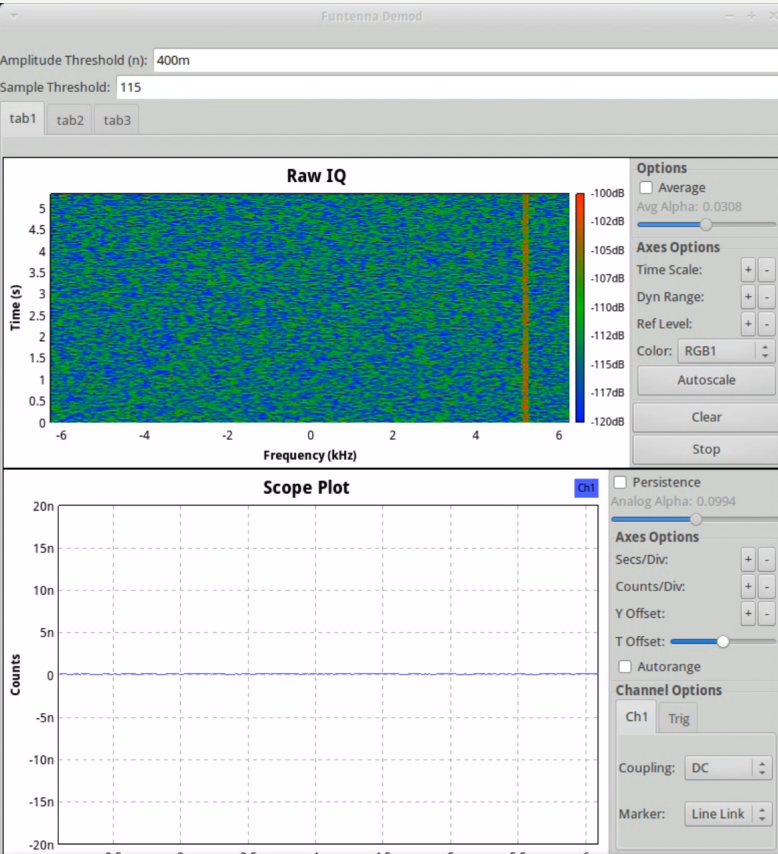 Funtenna Demod
Amplitude Threshold (n): 400m
Sample Threshold: 115
tab1 tab2 tab3
Raw IQ
Time (s)
5
4.5
4
3.5
3
2.5
2
1.5
1
0.5
0
-6 -4 -2 0 2 4 6
Frequency (kHz)
-100dB
-102dB
-105dB
-107dB
-110dB
-112dB
-115dB
-117dB
-120dB
Options
Average
Avg Alpha: 0.0308
Axes Options
Time Scale: + -
Dyn Range: + -
Ref Level: + -
Color: RGB1
Autoscale
Clear
Stop
Scope Plot
Ch1
Counts
20n
15n
10n
5n
0
-5n
-10n
-15n
-20n
Persistence
Analog Alpha: 0.0994
Axes Options
Secs/Div: + -
Counts/Div: + -
Y Offset: + -
T Offset:
Autorange
Channel Options
Ch1 Trig
Coupling: DC
Marker: Line Link